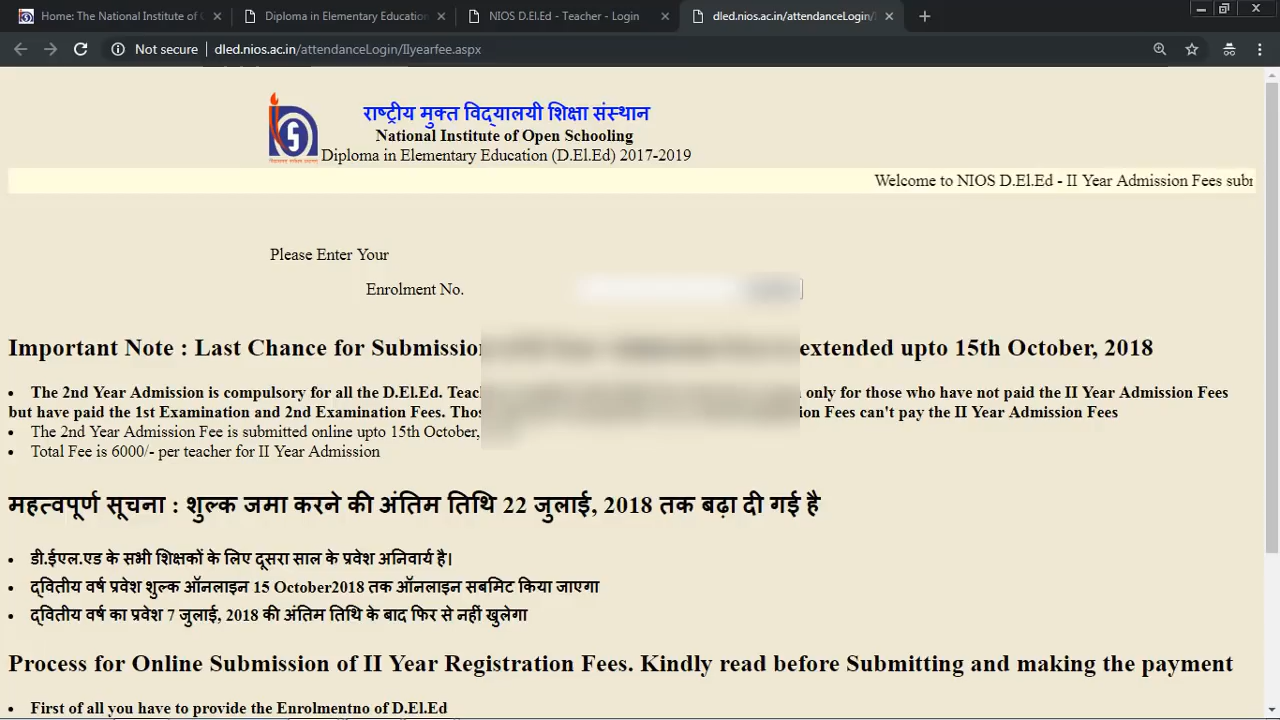 Home: The National Institute of
Diploma in Elementary Education
NIOS D.El.Ed - Teacher - Login
dled.nios.ac.in/attendanceLogin/
Not secure
dled.nios.ac.in/attendanceLogin/IIyearfee.aspx
राष्ट्रीय मुक्त विद्यालयी शिक्षा संस्थान
National Institute of Open Schooling
Diploma in Elementary Education (D.El.Ed) 2017-2019
Welcome to NIOS D.El.Ed - II Year Admission Fees
Please Enter Your
Enrolment No.
Important Note : Last Chance for Submission extended upto 15th October, 2018
• The 2nd Year Admission is compulsory for all the D.El.Ed. only for those who have not paid the II Year Admission Fees
but have paid the 1st Examination and 2nd Examination Fees. Fees can't pay the II Year Admission Fees
• The 2nd Year Admission Fee is submitted online upto 15th October,
• Total Fee is 6000/- per teacher for II Year Admission
महत्वपूर्ण सूचना : शुल्क जमा करने की अंतिम तिथि 22 जुलाई, 2018 तक बढ़ा दी गई है
• डी.ईएल.एड के सभी शिक्षकों के लिए दूसरा साल के प्रवेश अनिवार्य है।
• द्वितीय वर्ष प्रवेश शुल्क ऑनलाइन 15 October2018 तक ऑनलाइन सबमिट किया जाएगा
• द्वितीय वर्ष का प्रवेश 7 जुलाई, 2018 की अंतिम तिथि के बाद फिर से नहीं खुलेगा
Process for Online Submission of II Year Registration Fees. Kindly read before Submitting and making the payment
• First of all you have to provide the Enrolmentno of D.El.Ed